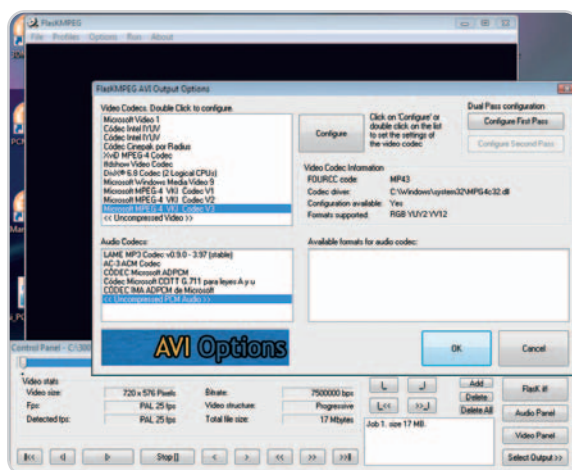 FlasKMPEG
File Profiles Options Run About
FlasKMPEG AVI Output Options
Video Codecs. Double Click to configure.
Microsoft Video 1
Códec Intel IYUV
Códec Intel IYUV
Códec Cinepak por Radius
XviD MPEG-4 Codec
ffdshow Video Codec
DivX® 6.8 Codec (2 Logical CPUs)
Microsoft Windows Media Video 9
Microsoft MPEG-4 VKI Codec V1
Microsoft MPEG-4 VKI Codec V2
Microsoft MPEG-4 VKI Codec V3
<< Uncompressed Video >>
Configure
Click on 'Configure' or
double click on the list
to set the settings of
the video codec
Dual Pass configuration
Configure First Pass
Configure Second Pass
Video Codec Information
FOURCC code: MP43
Codec driver: C:\Windows\system32\MPG4c32.dll
Configuration available: Yes
Formats supported: RGB YUY2 YV12
Audio Codecs:
LAME MP3 Codec v0.9.0 - 3.97 (stable)
AC-3 ACM Codec
CÓDEC Microsoft ADPCM
Códec Microsoft CCITT G.711 para leyes A y u
CÓDEC IMA ADPCM de Microsoft
<< Uncompressed PCM Audio >>
Available formats for audio codec:
AVI Options
OK
Cancel
Control Panel - C:\300
Video stats
Video size: 720 x 576 Pixels
Fps: PAL 25 fps
Detected fps: PAL 25 fps
Bitrate: 7500000 bps
Video structure: Progressive
Total file size: 17 Mbytes
Add
Delete
Delete All
Job 1. size 17 MB.
FlasK it!
Audio Panel
Video Panel
Select Output >>
Stop []